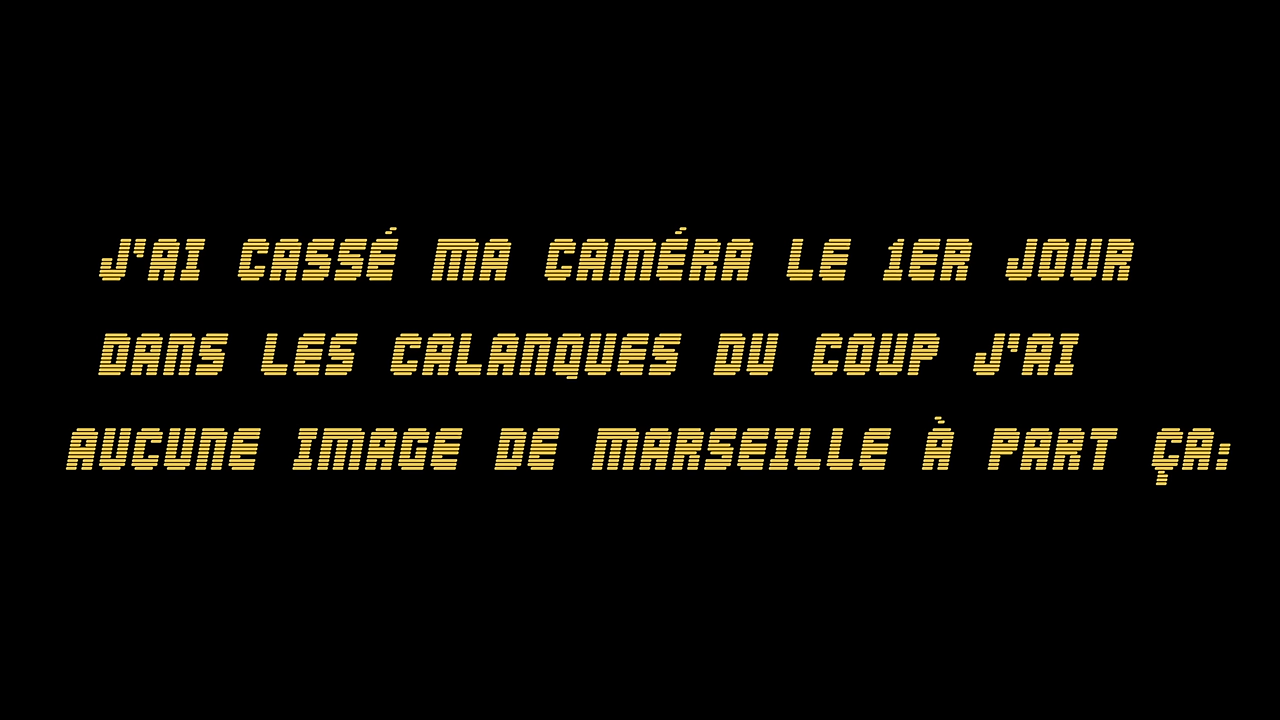 J'AI CASSÉ MA CAMÉRA LE 1ER JOUR
DANS LES CALANQUES DU COUP J'AI
AUCUNE IMAGE DE MARSEILLE À PART ÇA: